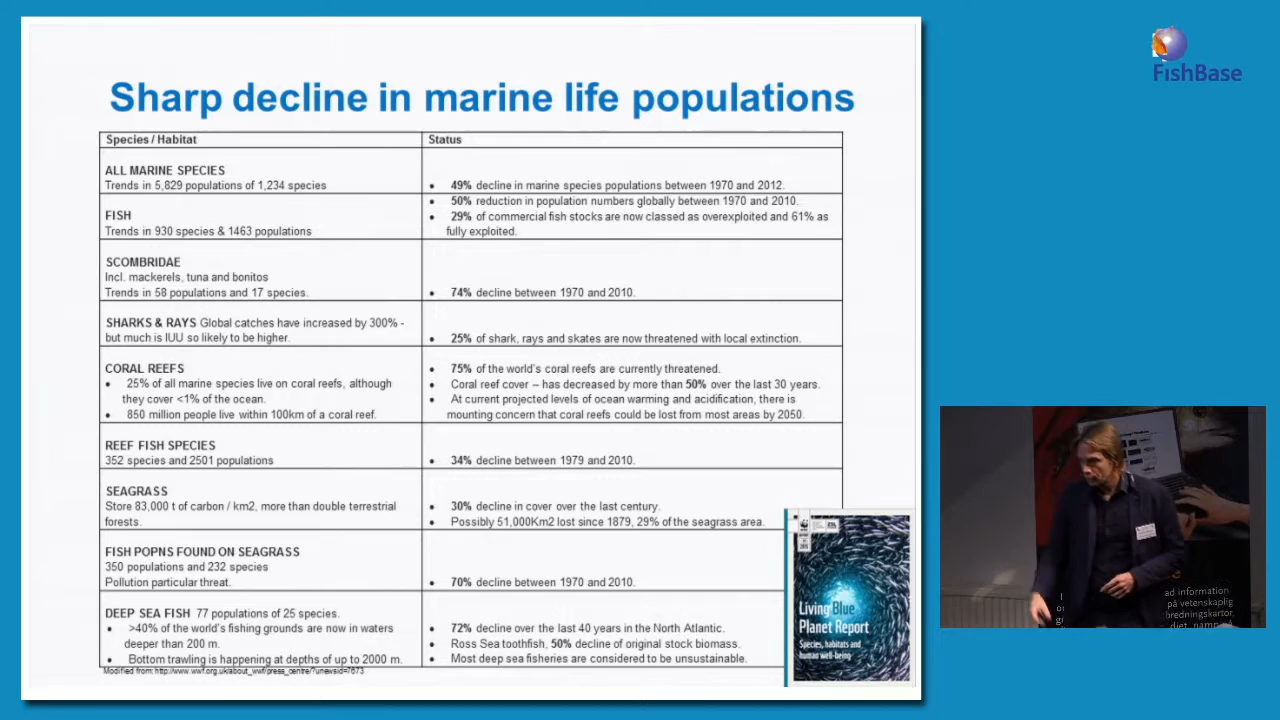 FishBase
Sharp decline in marine life populations
Species / Habitat
Status
ALL MARINE SPECIES
Trends in 5,829 populations of 1,234 species
• 49% decline in marine species populations between 1970 and 2012.
FISH
Trends in 930 species & 1463 populations
• 50% reduction in population numbers globally between 1970 and 2010.
• 29% of commercial fish stocks are now classed as overexploited and 61% as
fully exploited.
SCOMBRIDAE
Incl. mackerels, tuna and bonitos
Trends in 58 populations and 17 species.
• 74% decline between 1970 and 2010.
SHARKS & RAYS Global catches have increased by 300% -
but much is IUU so likely to be higher.
• 25% of shark, rays and skates are now threatened with local extinction.
CORAL REEFS
• 25% of all marine species live on coral reefs, although
they cover <1% of the ocean.
• 850 million people live within 100km of a coral reef.
• 75% of the world's coral reefs are currently threatened.
• Coral reef cover – has decreased by more than 50% over the last 30 years.
• At current projected levels of ocean warming and acidification, there is
mounting concern that coral reefs could be lost from most areas by 2050.
REEF FISH SPECIES
352 species and 2501 populations
• 34% decline between 1979 and 2010.
SEAGRASS
Store 83,000 t of carbon / km2, more than double terrestrial
forests.
• 30% decline in cover over the last century.
• Possibly 51,000Km2 lost since 1879, 29% of the seagrass area.
FISH POPNS FOUND ON SEAGRASS
350 populations and 232 species
Pollution particular threat.
• 70% decline between 1970 and 2010.
DEEP SEA FISH 77 populations of 25 species.
• >40% of the world's fishing grounds are now in waters
deeper than 200 m.
• Bottom trawling is happening at depths of up to 2000 m.
• 72% decline over the last 40 years in the North Atlantic.
• Ross Sea toothfish, 50% decline of original stock biomass.
• Most deep sea fisheries are considered to be unsustainable.
Modified from: http://www.wwf.org.uk/about_wwf/press_centre/?unewsid=7673
Living Blue
Planet Report
Species, habitats and
human well-being
ad information
på vetenskaplig
bredningskartor